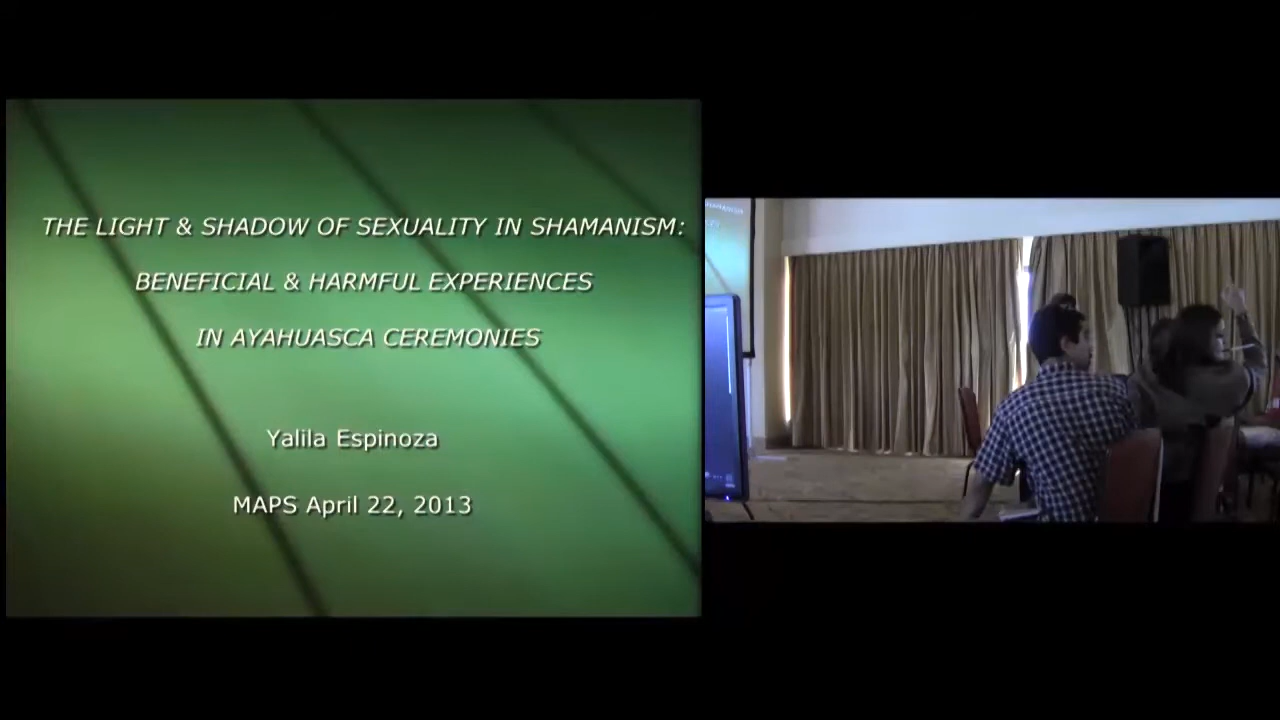 THE LIGHT & SHADOW OF SEXUALITY IN SHAMANISM:
BENEFICIAL & HARMFUL EXPERIENCES
IN AYAHUASCA CEREMONIES
Yalila Espinoza
MAPS April 22, 2013